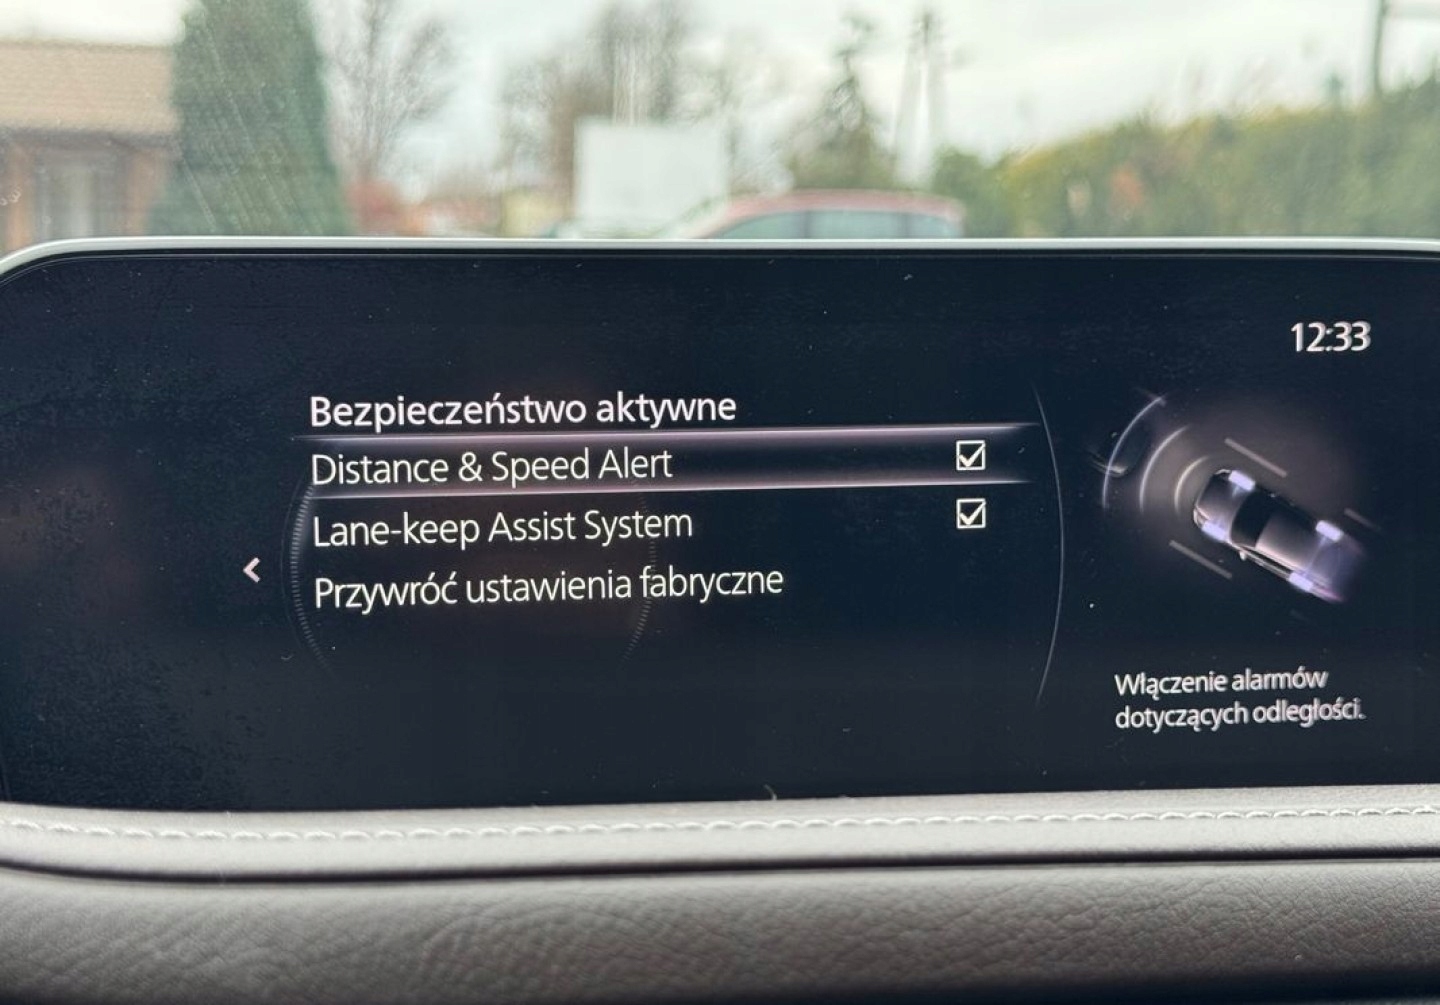 12:33
Bezpieczeństwo aktywne
Distance & Speed Alert
Lane-keep Assist System
Przywróć ustawienia fabryczne
Włączenie alarmów
dotyczących odległości.